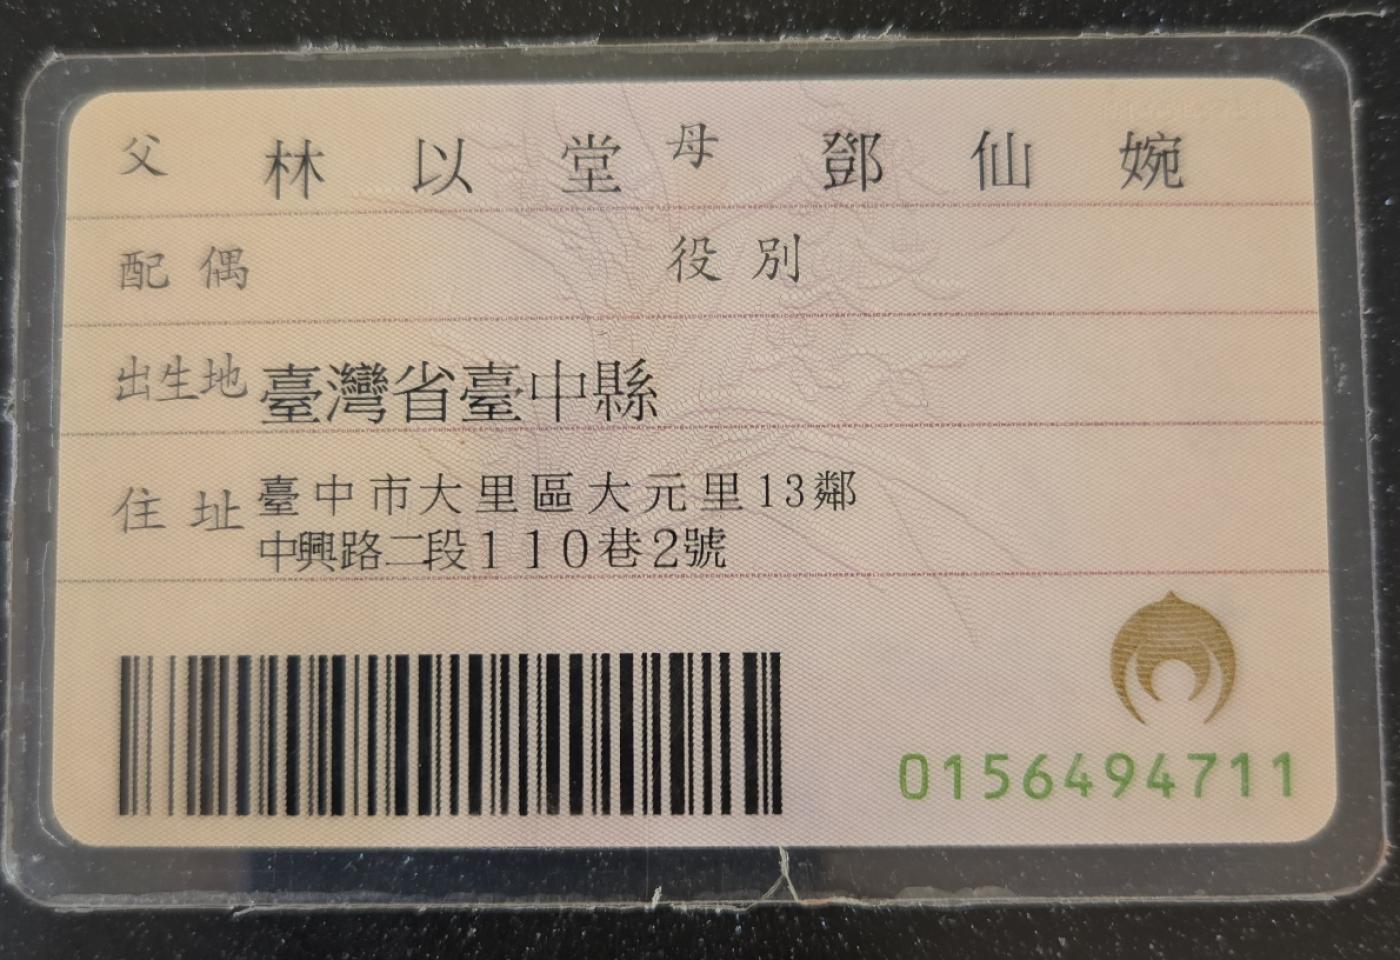 父 林以堂 母 鄧仙婉
配偶 役別
出生地 臺灣省臺中縣
住址 臺中市大里區大元里13鄰
中興路二段110巷2號
0156494711